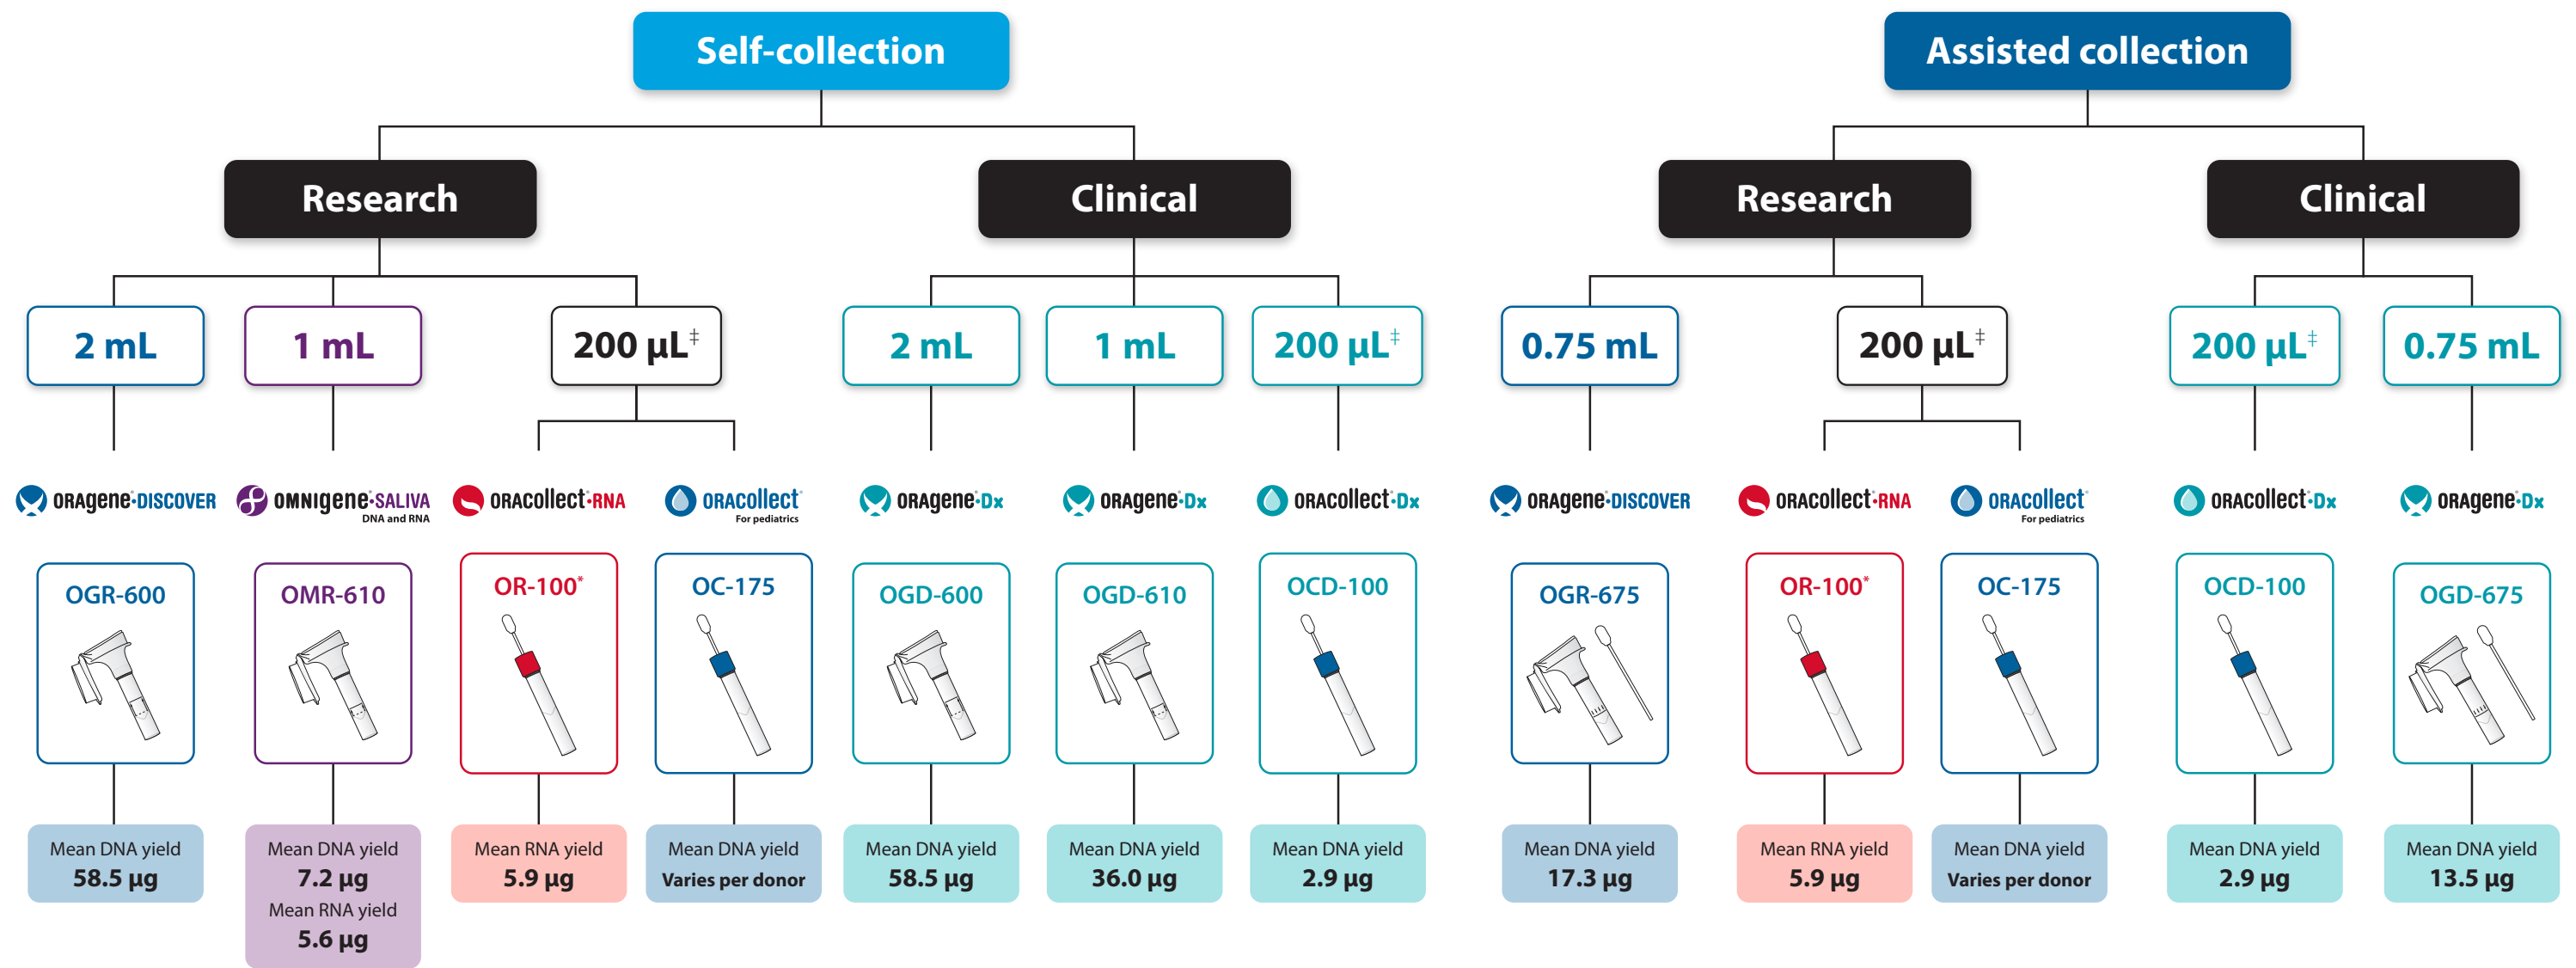 Self-collection
Assisted collection
Research
Clinical
Research
Clinical
2 mL
1 mL
200 µL‡
2 mL
1 mL
200 µL‡
0.75 mL
200 µL‡
200 µL‡
0.75 mL
ORAgene®•DISCOVER
OMNIgene®•SALIVA
DNA and RNA
ORAcollect®•RNA
ORAcollect®
For pediatrics
ORAgene®•Dx
ORAgene®•Dx
ORAcollect®•Dx
ORAgene®•DISCOVER
ORAcollect®•RNA
ORAcollect®
For pediatrics
ORAcollect®•Dx
ORAgene®•Dx
OGR-600
OMR-610
OR-100*
OC-175
OGD-600
OGD-610
OCD-100
OGR-675
OR-100*
OC-175
OCD-100
OGD-675
Mean DNA yield
58.5 µg
Mean DNA yield
7.2 µg
Mean RNA yield
5.6 µg
Mean RNA yield
5.9 µg
Mean DNA yield
Varies per donor
Mean DNA yield
58.5 µg
Mean DNA yield
36.0 µg
Mean DNA yield
2.9 µg
Mean DNA yield
17.3 µg
Mean RNA yield
5.9 µg
Mean DNA yield
Varies per donor
Mean DNA yield
2.9 µg
Mean DNA yield
13.5 µg